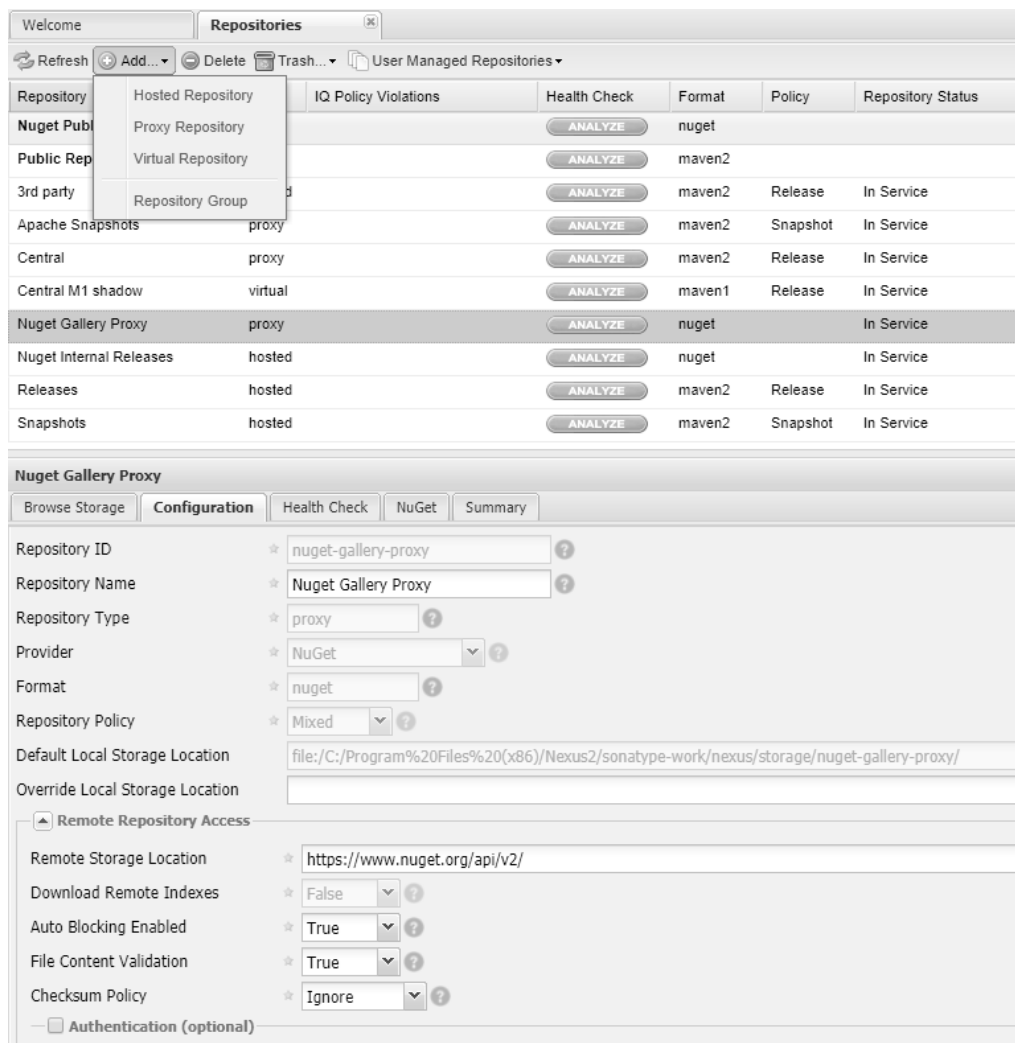 Welcome Repositories
Refresh Add... Delete Trash... User Managed Repositories
Repository IQ Policy Violations Health Check Format Policy Repository Status
Hosted Repository
Proxy Repository
Virtual Repository
Repository Group
Nuget Publ ANALYZE nuget
Public Rep ANALYZE maven2
3rd party d ANALYZE maven2 Release In Service
Apache Snapshots proxy ANALYZE maven2 Snapshot In Service
Central proxy ANALYZE maven2 Release In Service
Central M1 shadow virtual ANALYZE maven1 Release In Service
Nuget Gallery Proxy proxy ANALYZE nuget In Service
Nuget Internal Releases hosted ANALYZE nuget In Service
Releases hosted ANALYZE maven2 Release In Service
Snapshots hosted ANALYZE maven2 Snapshot In Service
Nuget Gallery Proxy
Browse Storage Configuration Health Check NuGet Summary
Repository ID nuget-gallery-proxy
Repository Name Nuget Gallery Proxy
Repository Type proxy
Provider NuGet
Format nuget
Repository Policy Mixed
Default Local Storage Location file:/C:/Program%20Files%20(x86)/Nexus2/sonatype-work/nexus/storage/nuget-gallery-proxy/
Override Local Storage Location
Remote Repository Access
Remote Storage Location https://www.nuget.org/api/v2/
Download Remote Indexes False
Auto Blocking Enabled True
File Content Validation True
Checksum Policy Ignore
Authentication (optional)